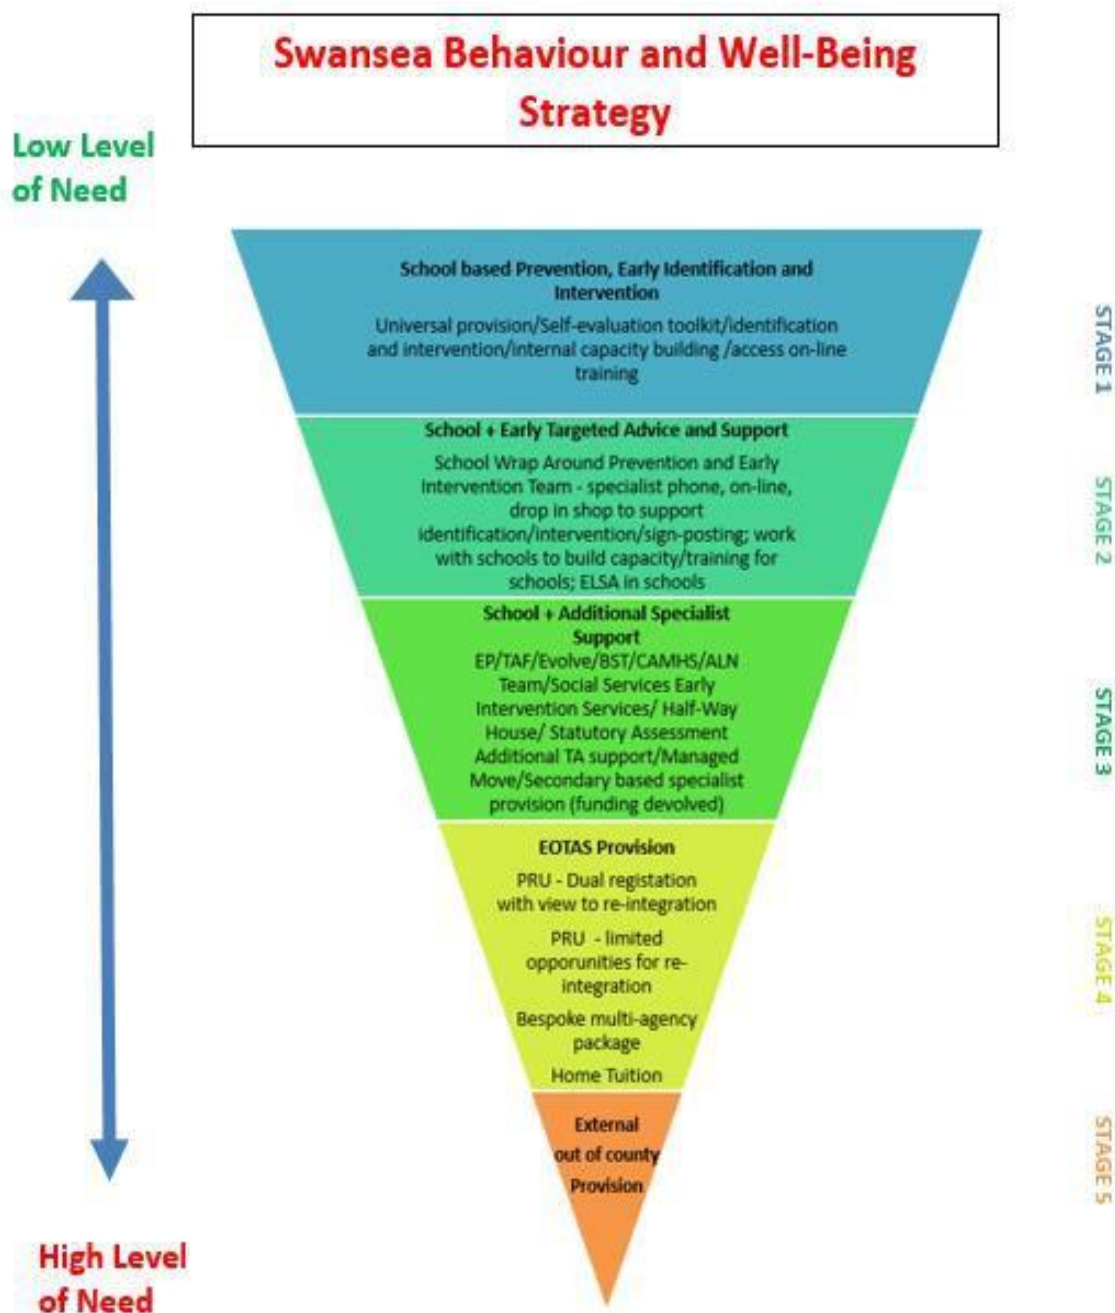 Swansea Behaviour and Well-Being
Strategy
Low Level
of Need
School based Prevention, Early Identification and
Intervention
Universal provision/Self-evaluation toolkit/identification
and intervention/internal capacity building /access on-line
training
STAGE 1
School + Early Targeted Advice and Support
School Wrap Around Prevention and Early
Intervention Team - specialist phone, on-line,
drop in shop to support
identification/intervention/sign-posting; work
with schools to build capacity/training for
schools; ELSA in schools
STAGE 2
School + Additional Specialist
Support
EP/TAF/Evolve/BST/CAMHS/ALN
Team/Social Services Early
Intervention Services/ Half-Way
House/ Statutory Assessment
Additional TA support/Managed
Move/Secondary based specialist
provision (funding devolved)
STAGE 3
EOTAS Provision
PRU - Dual registation
with view to re-integration
PRU - limited
opporunities for re-
integration
Bespoke multi-agency
package
Home Tuition
STAGE 4
External
out of county
Provision
STAGE 5
High Level
of Need